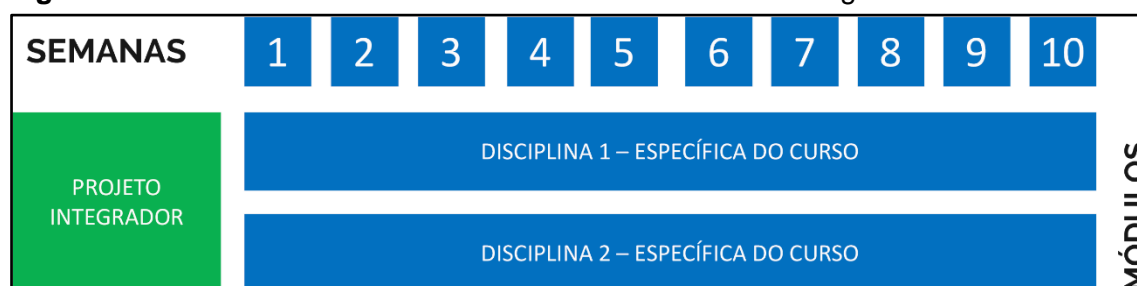 SEMANAS 1 2 3 4 5 6 7 8 9 10
PROJETO
INTEGRADOR
DISCIPLINA 1 – ESPECÍFICA DO CURSO
DISCIPLINA 2 – ESPECÍFICA DO CURSO
MÓDULOS